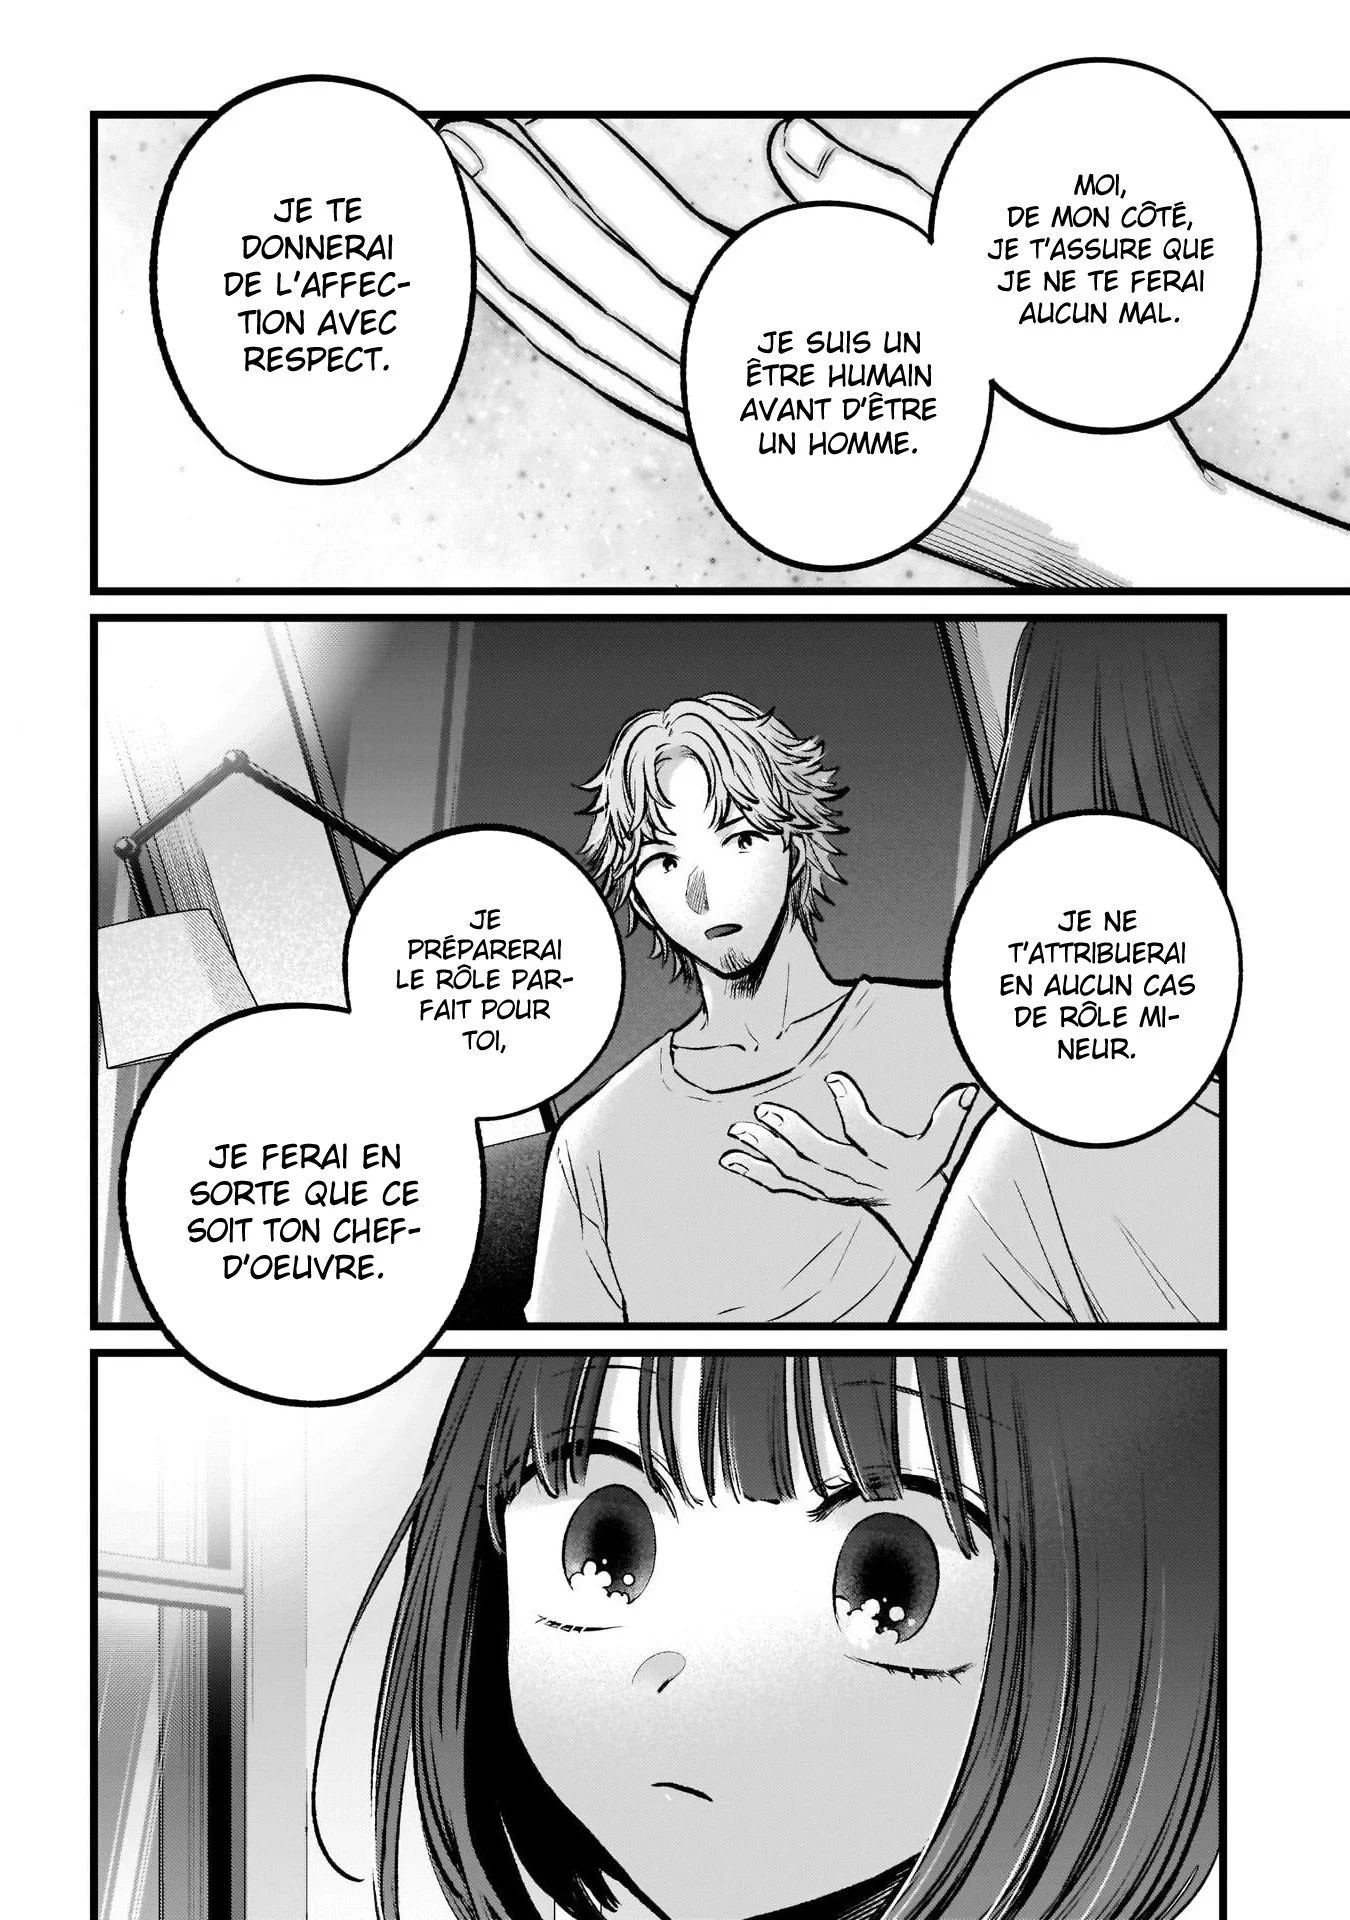 MOI,
DE MON CÔTÉ,
JE T'ASSURE QUE
JE NE TE FERAI
AUCUN MAL.
JE SUIS UN
ÊTRE HUMAIN
AVANT D'ÊTRE
UN HOMME.
JE TE
DONNERAI
DE L'AFFEC-
TION AVEC
RESPECT.
JE NE
T'ATTRIBUERAI
EN AUCUN CAS
DE RÔLE MI-
NEUR.
JE
PRÉPARERAI
LE RÔLE PAR-
FAIT POUR
TOI,
JE FERAI EN
SORTE QUE CE
SOIT TON CHEF-
D'OEUVRE.